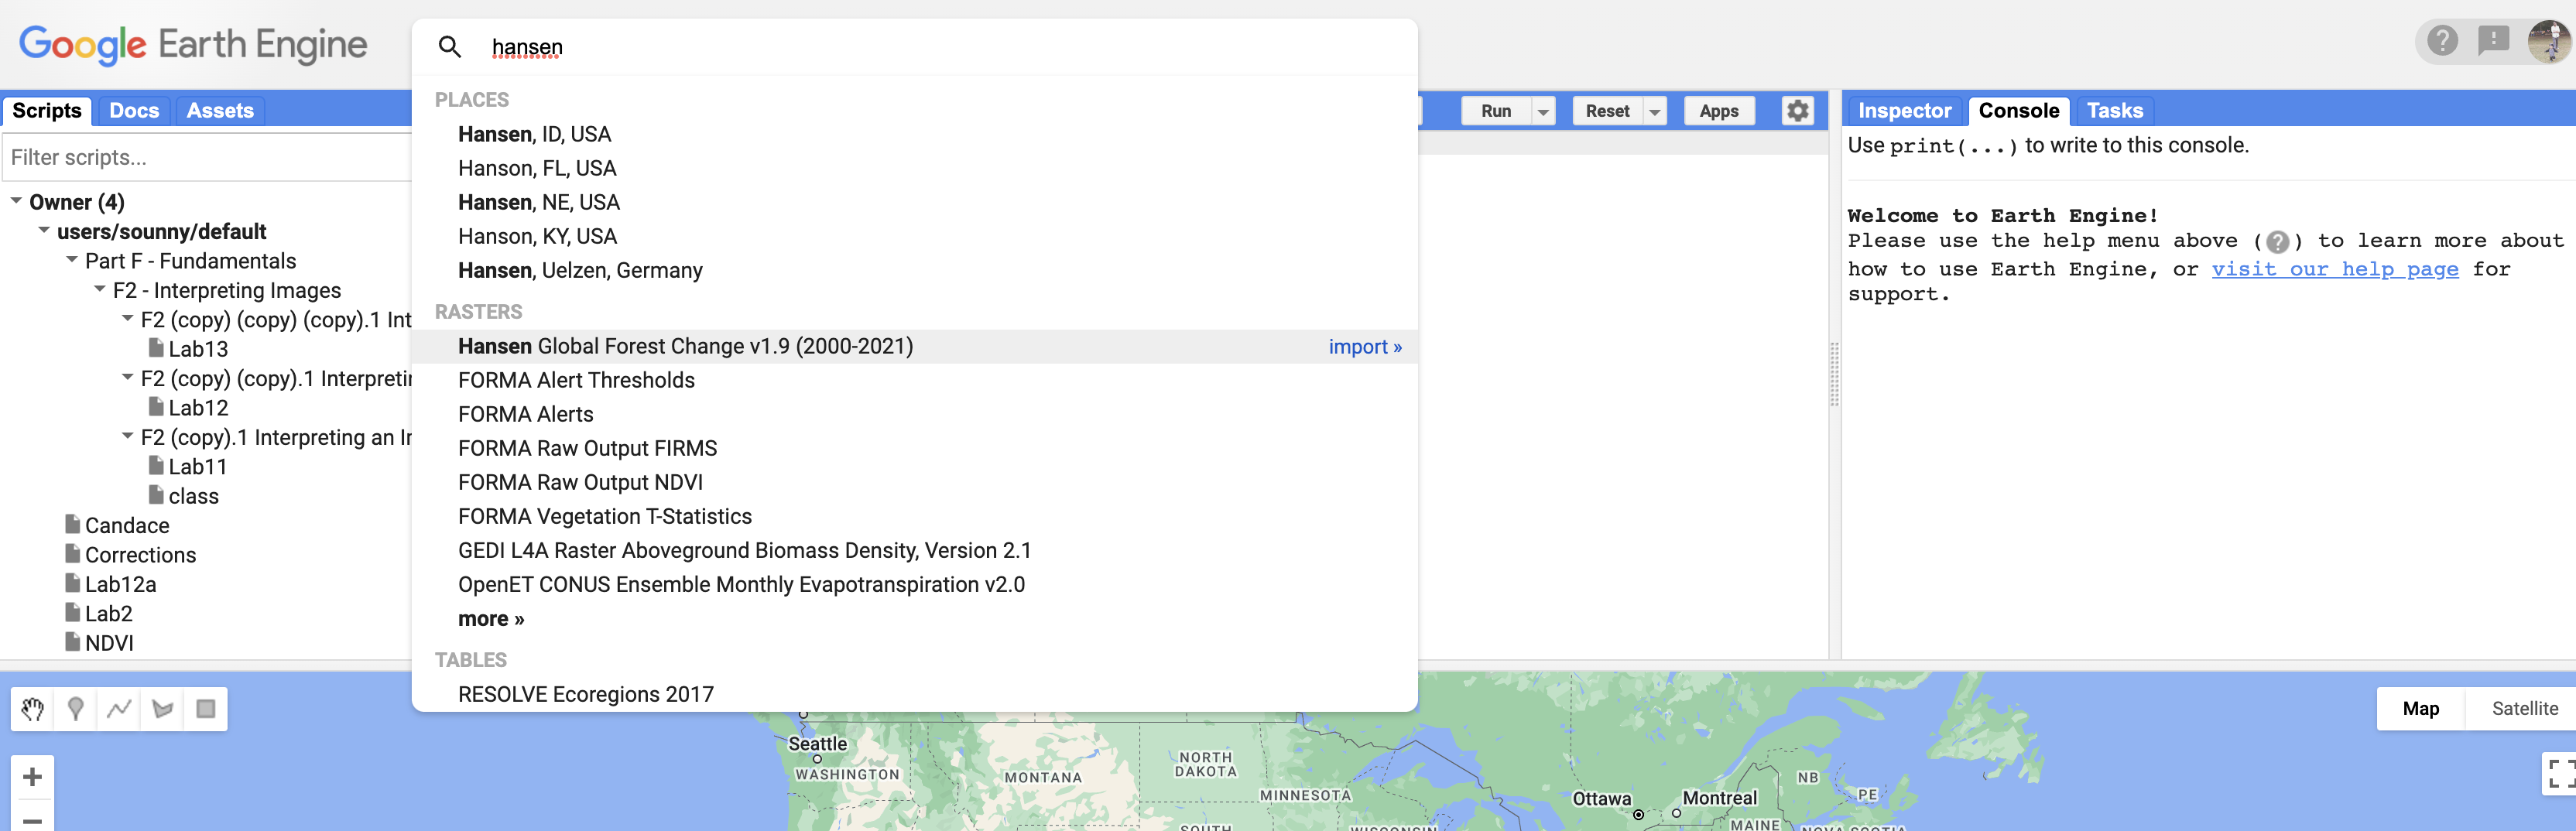 Google Earth Engine
hansen
Scripts
Docs
Assets
Filter scripts...
Owner (4)
users/sounny/default
Part F - Fundamentals
F2 - Interpreting Images
F2 (copy) (copy) (copy).1 Int
Lab13
F2 (copy) (copy).1 Interpreti
Lab12
F2 (copy).1 Interpreting an I
Lab11
class
Candace
Corrections
Lab12a
Lab2
NDVI
PLACES
Hansen, ID, USA
Hanson, FL, USA
Hansen, NE, USA
Hanson, KY, USA
Hansen, Uelzen, Germany
RASTERS
Hansen Global Forest Change v1.9 (2000-2021) import »
FORMA Alert Thresholds
FORMA Alerts
FORMA Raw Output FIRMS
FORMA Raw Output NDVI
FORMA Vegetation T-Statistics
GEDI L4A Raster Aboveground Biomass Density, Version 2.1
OpenET CONUS Ensemble Monthly Evapotranspiration v2.0
more »
TABLES
RESOLVE Ecoregions 2017
Run
Reset
Apps
Inspector
Console
Tasks
Use print(...) to write to this console.
Welcome to Earth Engine!
Please use the help menu above (?) to learn more about
how to use Earth Engine, or visit our help page for
support.
Map
Satellite
Seattle
WASHINGTON
MONTANA
NORTH
DAKOTA
MINNESOTA
SOUTH
WISCONSIN
Ottawa
Montreal
MAINE
NB
PE
NOVA SCOTIA